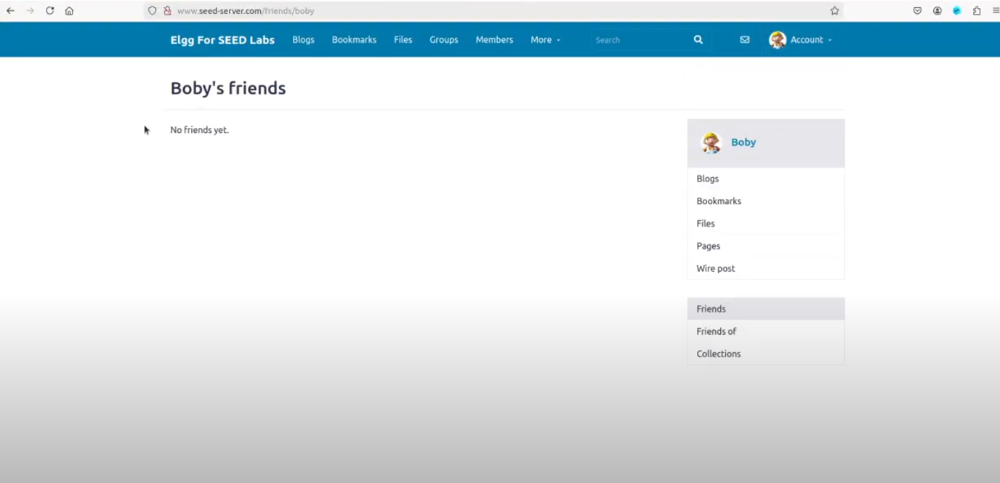 www.seed-server.com/friends/boby
Elgg For SEED Labs Blogs Bookmarks Files Groups Members More Search Account
Boby's friends
No friends yet.
Boby
Blogs
Bookmarks
Files
Pages
Wire post
Friends
Friends of
Collections